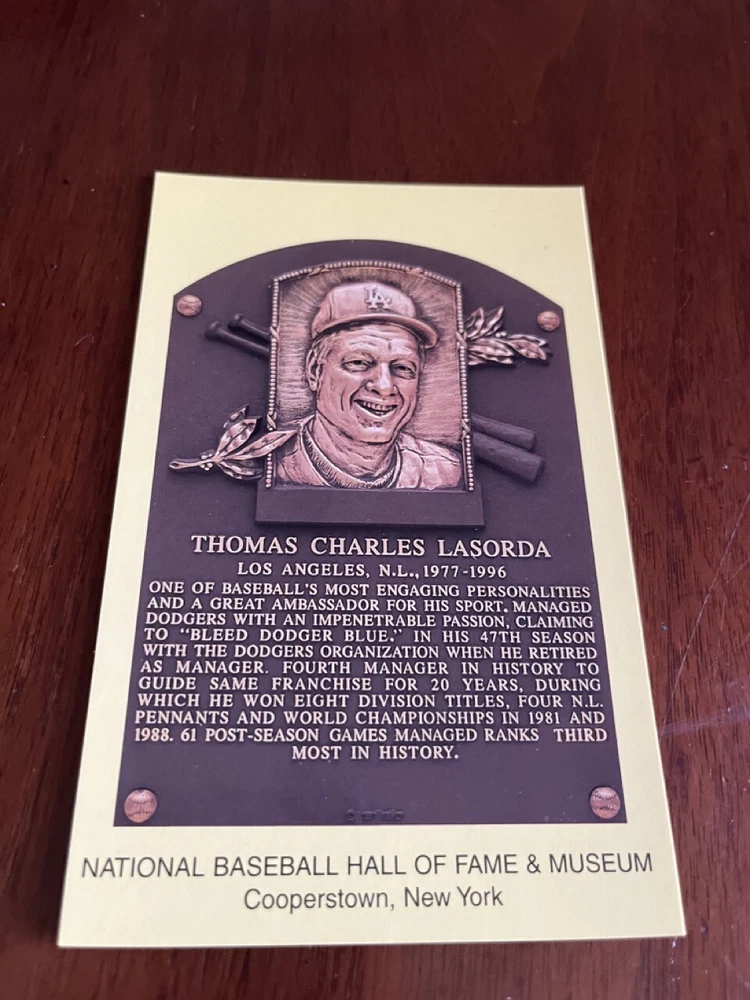 LA
THOMAS CHARLES LASORDA
LOS ANGELES, N.L., 1977-1996
ONE OF BASEBALL'S MOST ENGAGING PERSONALITIES
AND A GREAT AMBASSADOR FOR HIS SPORT. MANAGED
DODGERS WITH AN IMPENETRABLE PASSION, CLAIMING
TO "BLEED DODGER BLUE." IN HIS 47TH SEASON
WITH THE DODGERS ORGANIZATION WHEN HE RETIRED
AS MANAGER. FOURTH MANAGER IN HISTORY TO
GUIDE SAME FRANCHISE FOR 20 YEARS, DURING
WHICH HE WON EIGHT DIVISION TITLES, FOUR N.L.
PENNANTS AND WORLD CHAMPIONSHIPS IN 1981 AND
1988. 61 POST-SEASON GAMES MANAGED RANKS THIRD
MOST IN HISTORY.
NATIONAL BASEBALL HALL OF FAME & MUSEUM
Cooperstown, New York